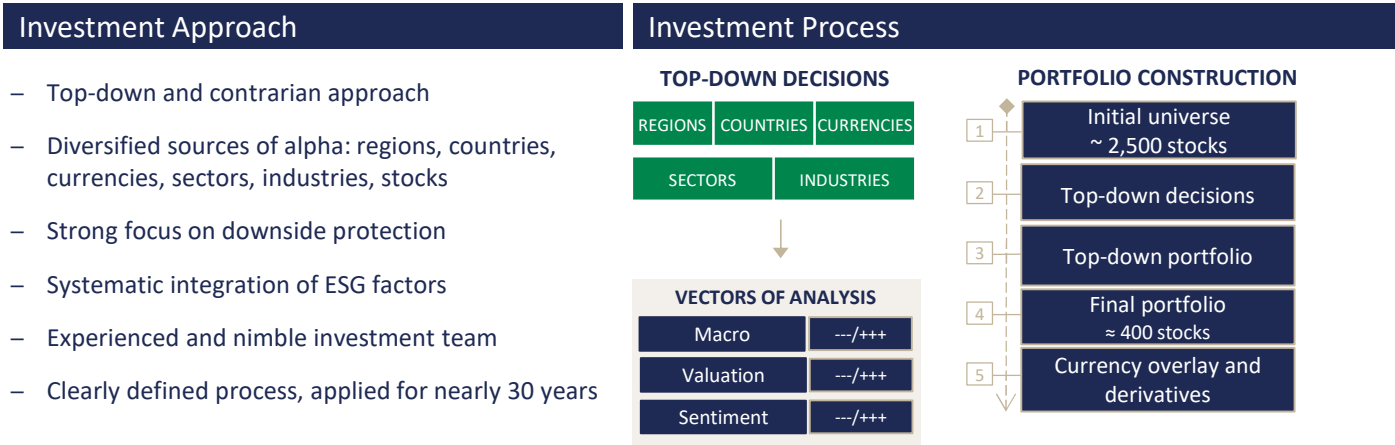 Investment Approach
– Top-down and contrarian approach
– Diversified sources of alpha: regions, countries,
currencies, sectors, industries, stocks
– Strong focus on downside protection
– Systematic integration of ESG factors
– Experienced and nimble investment team
– Clearly defined process, applied for nearly 30 years
Investment Process
TOP-DOWN DECISIONS
REGIONS COUNTRIES CURRENCIES
SECTORS INDUSTRIES
VECTORS OF ANALYSIS
Macro ---/+++
Valuation ---/+++
Sentiment ---/+++
PORTFOLIO CONSTRUCTION
1 Initial universe
~ 2,500 stocks
2 Top-down decisions
3 Top-down portfolio
4 Final portfolio
≈ 400 stocks
5 Currency overlay and
derivatives